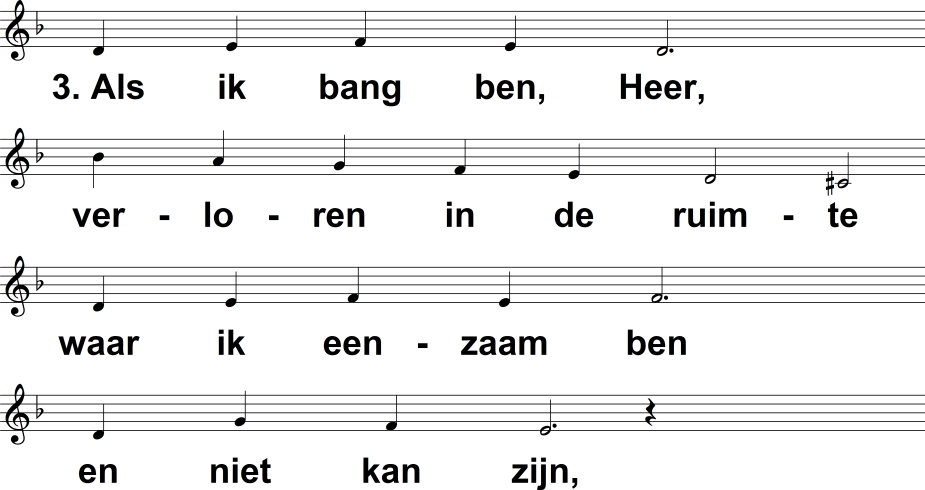 3. Als ik bang ben, Heer,
ver - lo - ren in de ruim - te
waar ik een - zaam ben
en niet kan zijn,